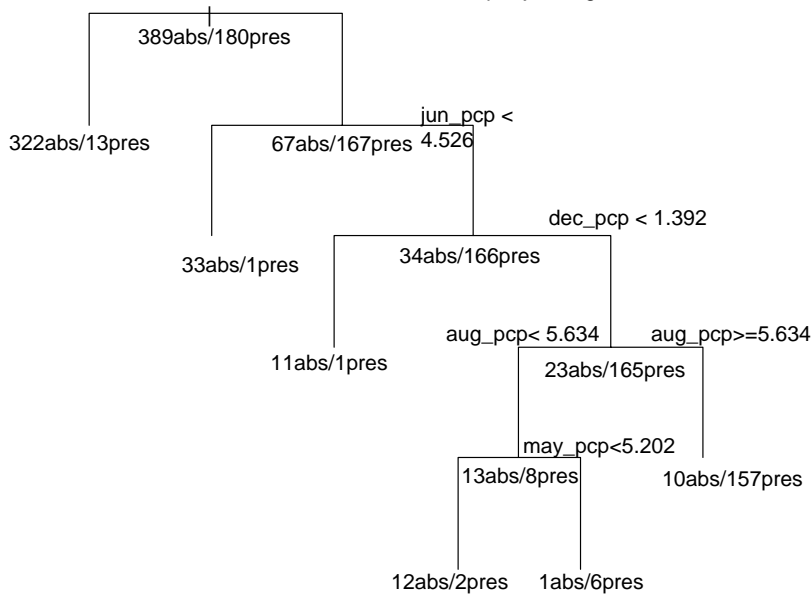 389abs/180pres
jun_pcp <
4.526
322abs/13pres
67abs/167pres
dec_pcp < 1.392
33abs/1pres
34abs/166pres
aug_pcp< 5.634
aug_pcp>=5.634
11abs/1pres
23abs/165pres
may_pcp<5.202
13abs/8pres
10abs/157pres
12abs/2pres
1abs/6pres